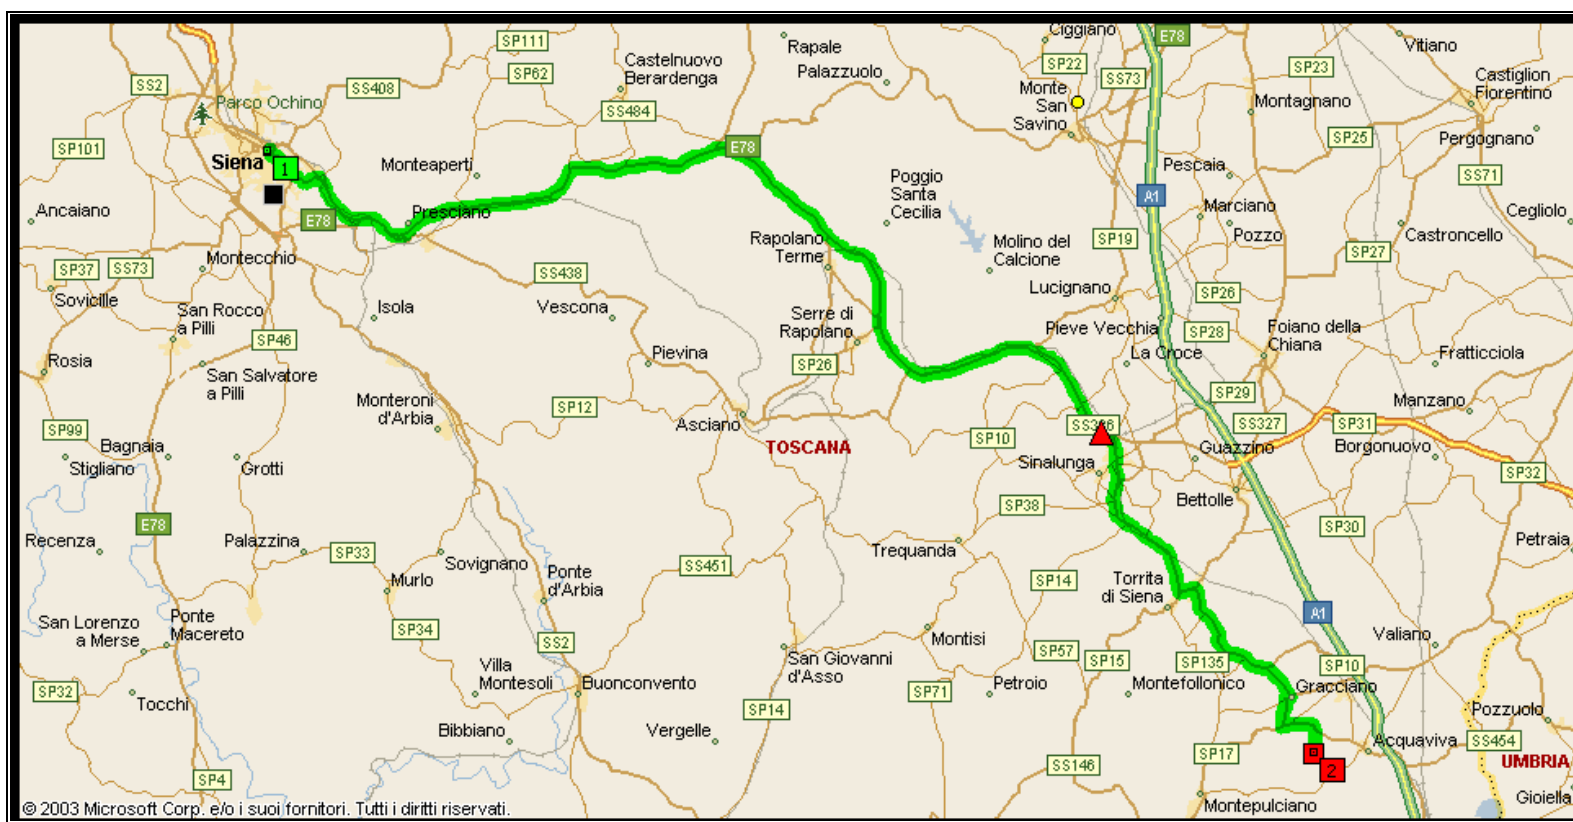 SP111
Rapale
Ciggiano
E78
Vitiano
SS2
SS408
SP62
Castelnuovo
Berardenga
Palazzuolo
SP22
SS73
SP23
Castiglion
Fiorentino
Parco Ochino
SS484
Monte
San
Savino
Montagnano
SP25
Pergognano
SP101
Siena
1
Monteaperti
E78
Poggio
Santa
Cecilia
Pescaia
A1
SS71
Ancaiano
E78
Presciano
Marciano
Pozzo
Cegliolo
Castroncello
Montecchio
SP37
SS73
SS438
Rapolano
Terme
Molino del
Calcione
SP19
SP27
Sovicille
San Rocco
a Pilli
Isola
Vescona
Serre di
Rapolano
Lucignano
SP26
Pieve Vecchia
SP28
Foiano della
Chiana
SP46
Rosia
San Salvatore
a Pilli
Pievina
SP26
La Croce
Fratticciola
SP29
Monteroni
d'Arbia
SP12
Asciano
TOSCANA
SP10
SS327
SP31
Manzano
SP99
Bagnaia
Stigliano
Grotti
Sinalunga
Guazzino
Borgonuovo
SP32
Bettolle
SP38
SP30
E78
Recenza
Palazzina
SP33
Sovignano
Trequanda
Petraia
Murlo
Ponte
d'Arbia
SS451
SP14
Torrita
di Siena
A1
San Lorenzo
a Merse
Ponte
Macereto
SP34
SS2
Montisi
Valiano
San Giovanni
d'Asso
SP57
SP15
SP135
SP10
SP32
Tocchi
Villa
Montesoli
Buonconvento
SP71
Petroio
Montefollonico
Gracciano
SP14
Pozzuolo
Bibbiano
Vergelle
SP17
Acquaviva
SS454
SP4
SS146
2
UMBRIA
Montepulciano
Gioiella
© 2003 Microsoft Corp. e/o i suoi fornitori. Tutti i diritti riservati.